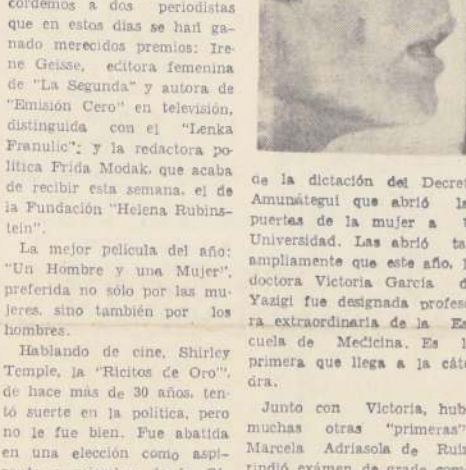 cordemos a dos periodistas
que en estos días se han ga-
nado merecidos premios: Ire-
ne Geisse, editora femenina
de "La Segunda" y autora de
"Emisión Cero" en televisión,
distinguida con el "Lenka
Franulic"; y la redactora po-
lítica Frida Modak, que acaba
de recibir esta semana, el de
la Fundación "Helena Rubins-
tein".
La mejor película del año:
"Un Hombre y una Mujer",
preferida no sólo por las mu-
jeres, sino también por los
hombres.
Hablando de cine, Shirley
Temple, la "Ricitos de Oro",
de hace más de 30 años, ten-
tó suerte en la política, pero
no le fue bien. Fue abatida
en una elección como aspi-
de la dictación del Decret
Amunátegui que abrió
puertas de la mujer a
Universidad. Las abrió ta
ampliamente que este año,
doctora Victoria García d
Yazigi fue designada profeso
ra extraordinaria de la Es
cuela de Medicina. Es l
primera que llega a la cáte
dra.
Junto con Victoria, hub
muchas otras "primeras"
Marcela Adriasola de Ruiz
rindió exámen de grado com